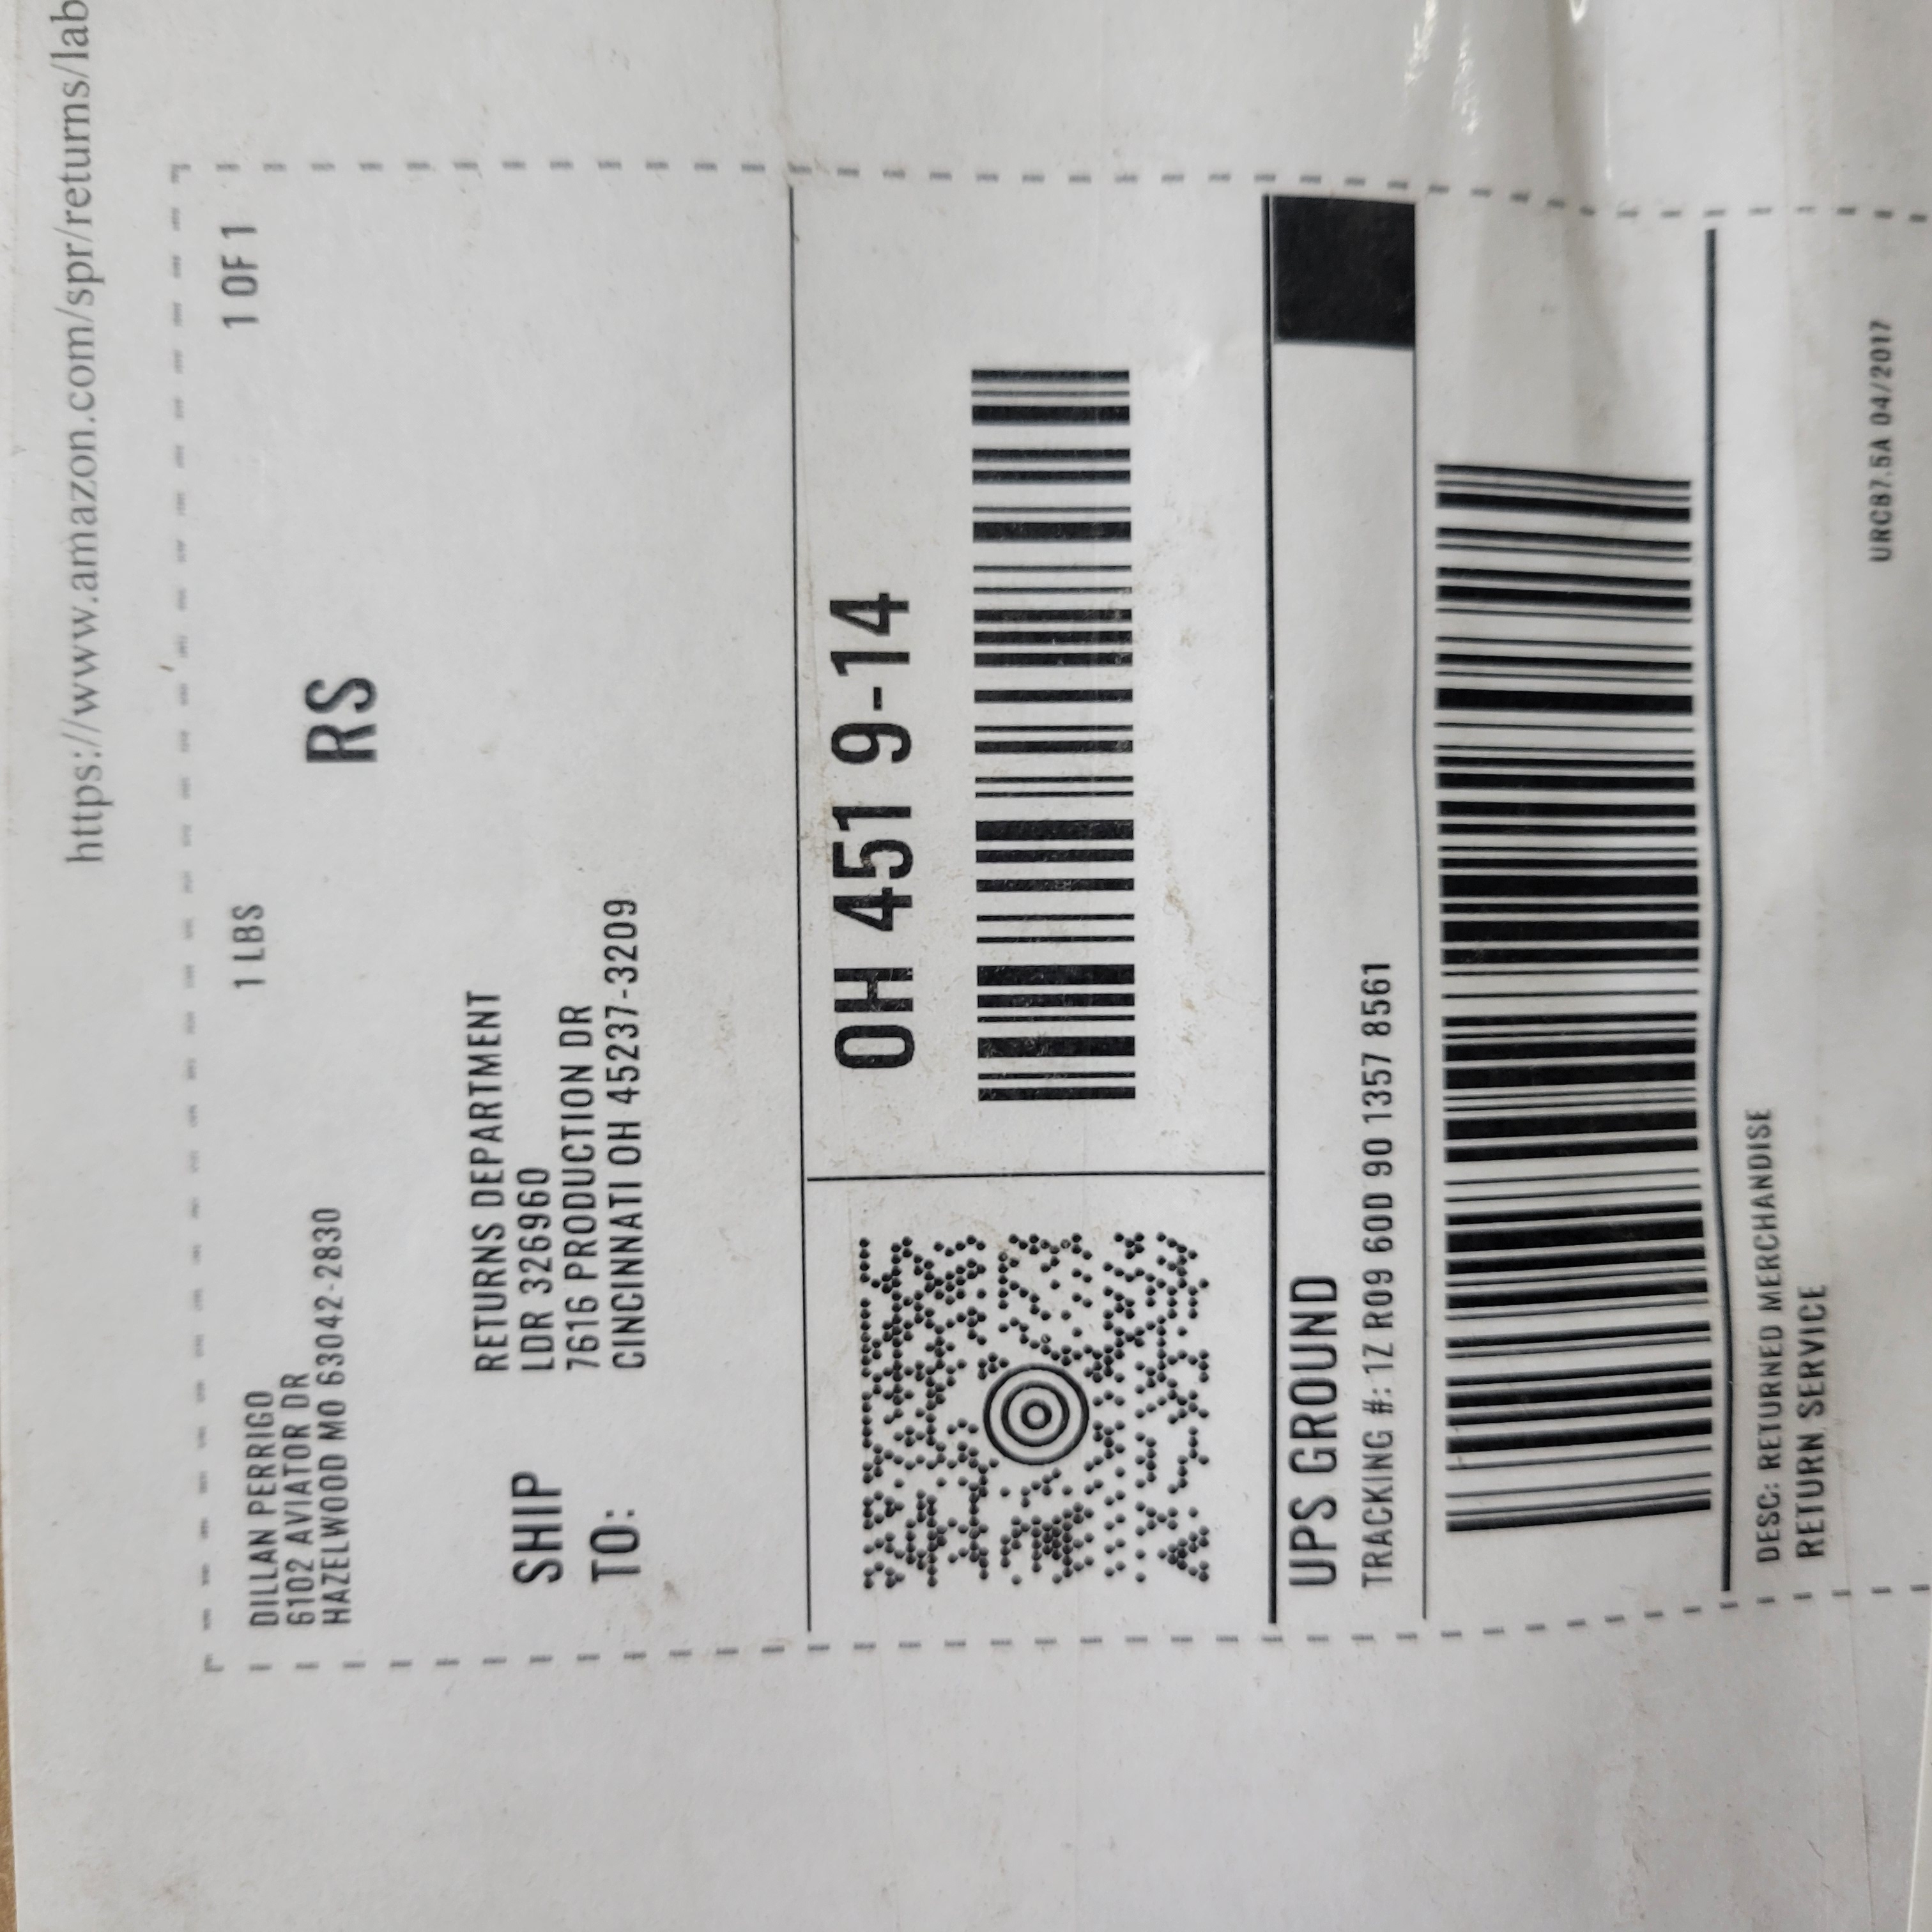 https://www.amazon.com/spr/returns/lab
DILLAN PERRIGO
6102 AVIATOR DR
HAZELWOOD MO 63042-2830
1 LBS
1 OF 1
RS
SHIP
TO:
RETURNS DEPARTMENT
LDR 326960
7616 PRODUCTION DR
CINCINNATI OH 45237-3209
OH 451 9-14
UPS GROUND
TRACKING #: 1Z R09 60D 90 1357 8561
DESC: RETURNED MERCHANDISE
RETURN SERVICE
URCB7.5A 04/2017